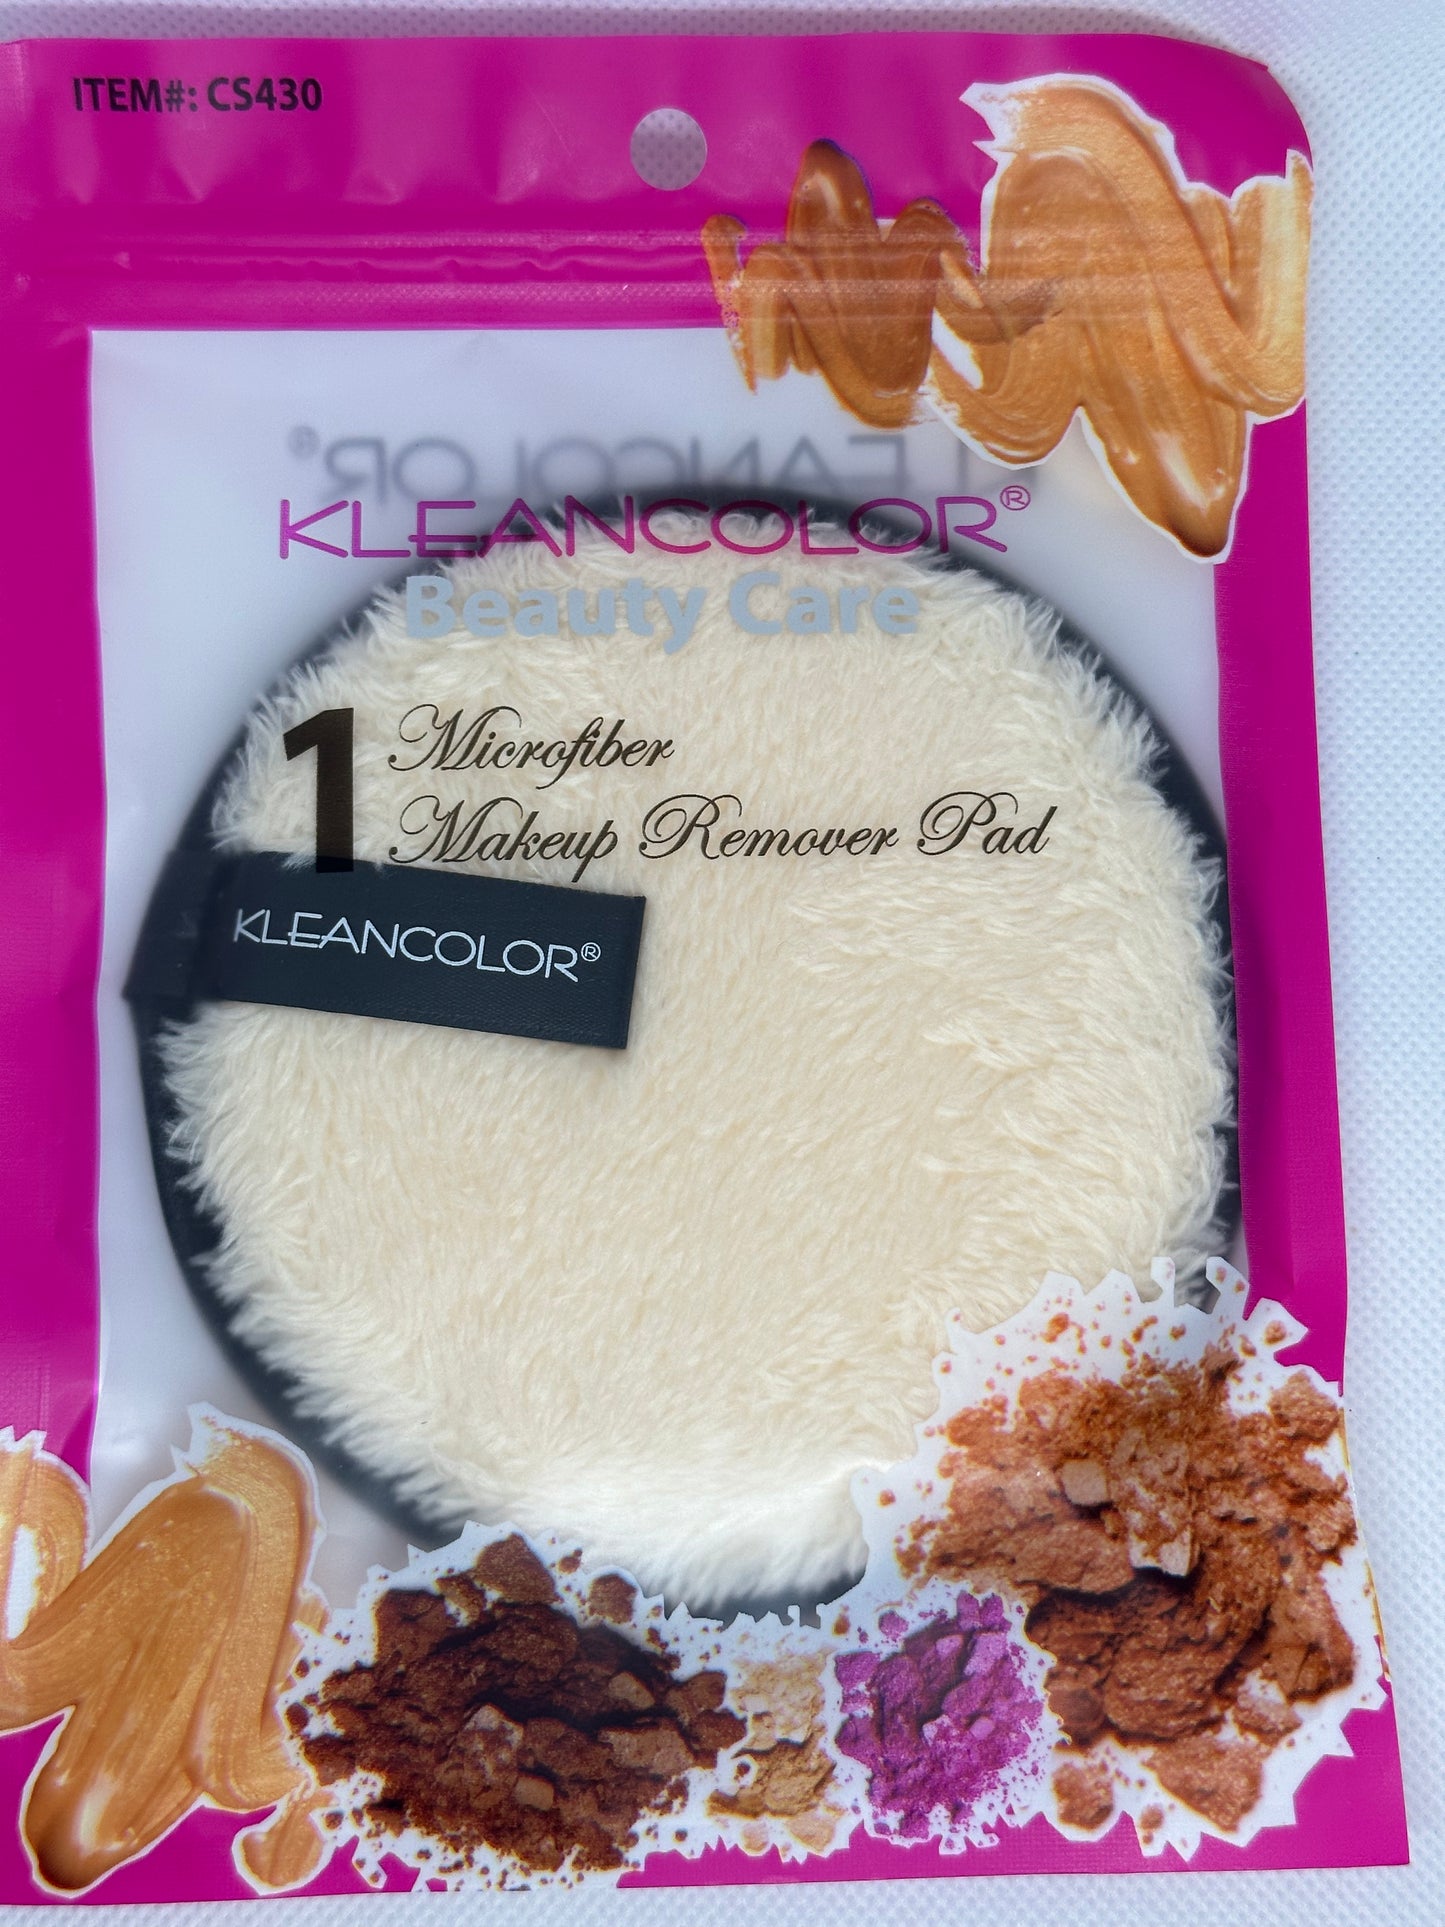 ITEM#: CS430
KLEANCOLOR®
KLEANCOLOR®
Beauty Care
1 Microfiber
Makeup Remover Pad
KLEANCOLOR®